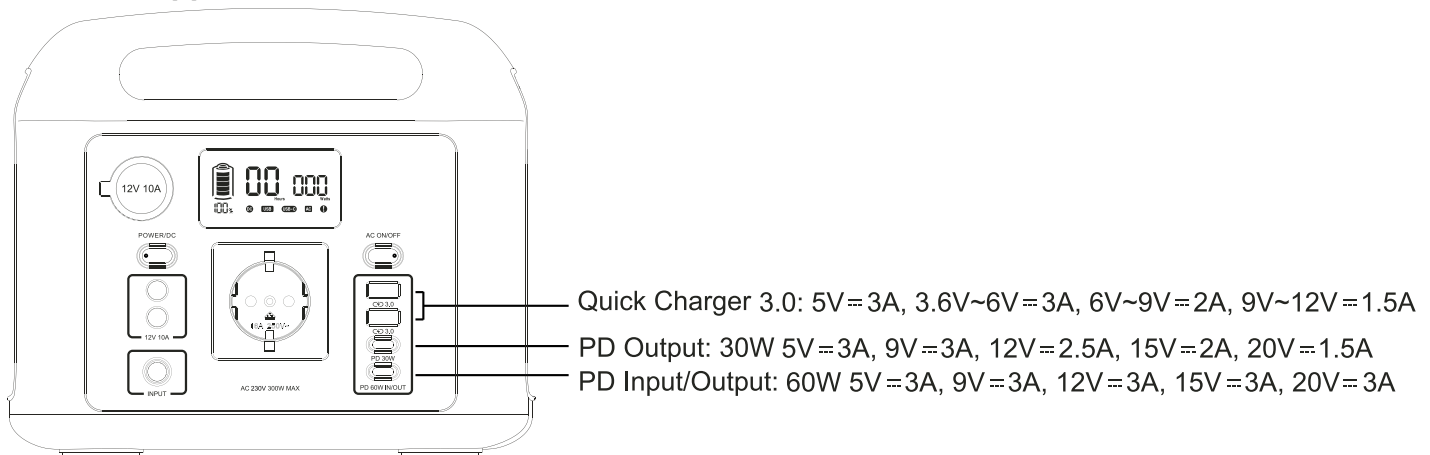 12V 10A
00 Hours 000 Watts
100%
USB USB-C AC
POWER/DC
AC ON/OFF
3.0
3.0
12V 10A
PD 30W
PD 60W IN/OUT
INPUT
AC 230V 300W MAX
Quick Charger 3.0: 5V⎓3A, 3.6V~6V⎓3A, 6V~9V⎓2A, 9V~12V⎓1.5A
PD Output: 30W 5V⎓3A, 9V⎓3A, 12V⎓2.5A, 15V⎓2A, 20V⎓1.5A
PD Input/Output: 60W 5V⎓3A, 9V⎓3A, 12V⎓3A, 15V⎓3A, 20V⎓3A